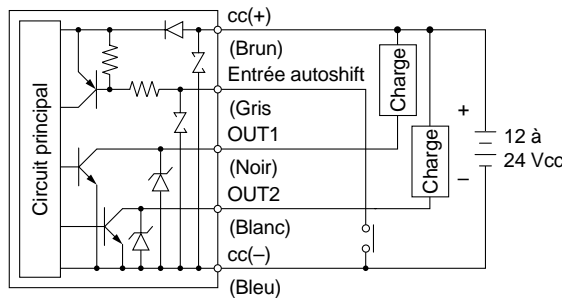 cc(+)
(Brun)
Entrée autoshift
(Gris
OUT1
(Noir)
OUT2
(Blanc)
cc(–)
(Bleu)
Circuit principal
Charge
Charge
+
–
12 à
24 Vcc